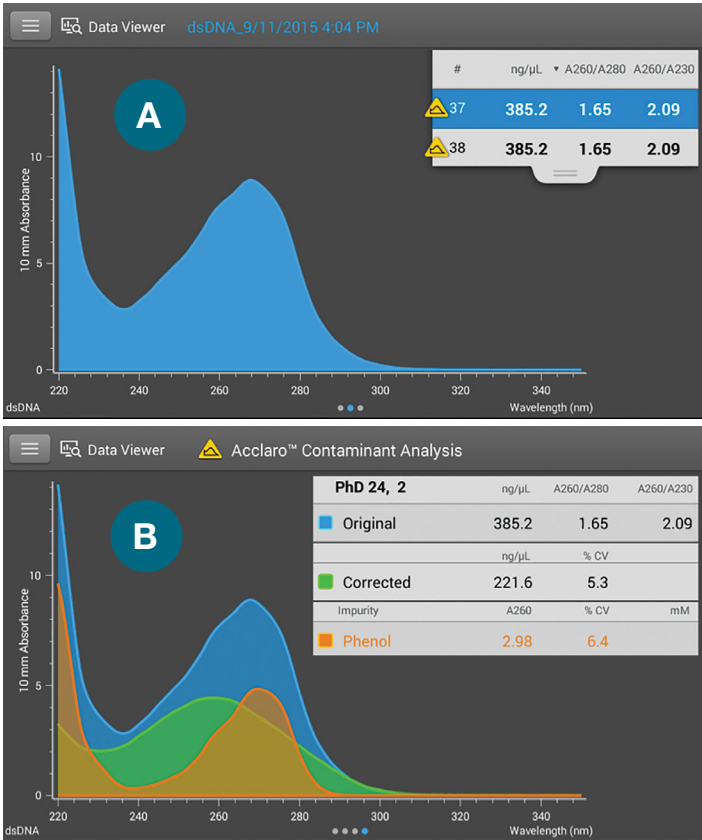 Data Viewer dsDNA_9/11/2015 4:04 PM
A
# ng/µL ▼ A260/A280 A260/A230
37 385.2 1.65 2.09
38 385.2 1.65 2.09
10 mm Absorbance
10
5
0
220 240 260 280 300 320 340
dsDNA Wavelength (nm)
Data Viewer Acclaro™ Contaminant Analysis
B
PhD 24, 2 ng/µL A260/A280 A260/A230
Original 385.2 1.65 2.09
ng/µL % CV
Corrected 221.6 5.3
Impurity A260 % CV mM
Phenol 2.98 6.4
10 mm Absorbance
10
5
0
220 240 260 280 300 320 340
dsDNA Wavelength (nm)